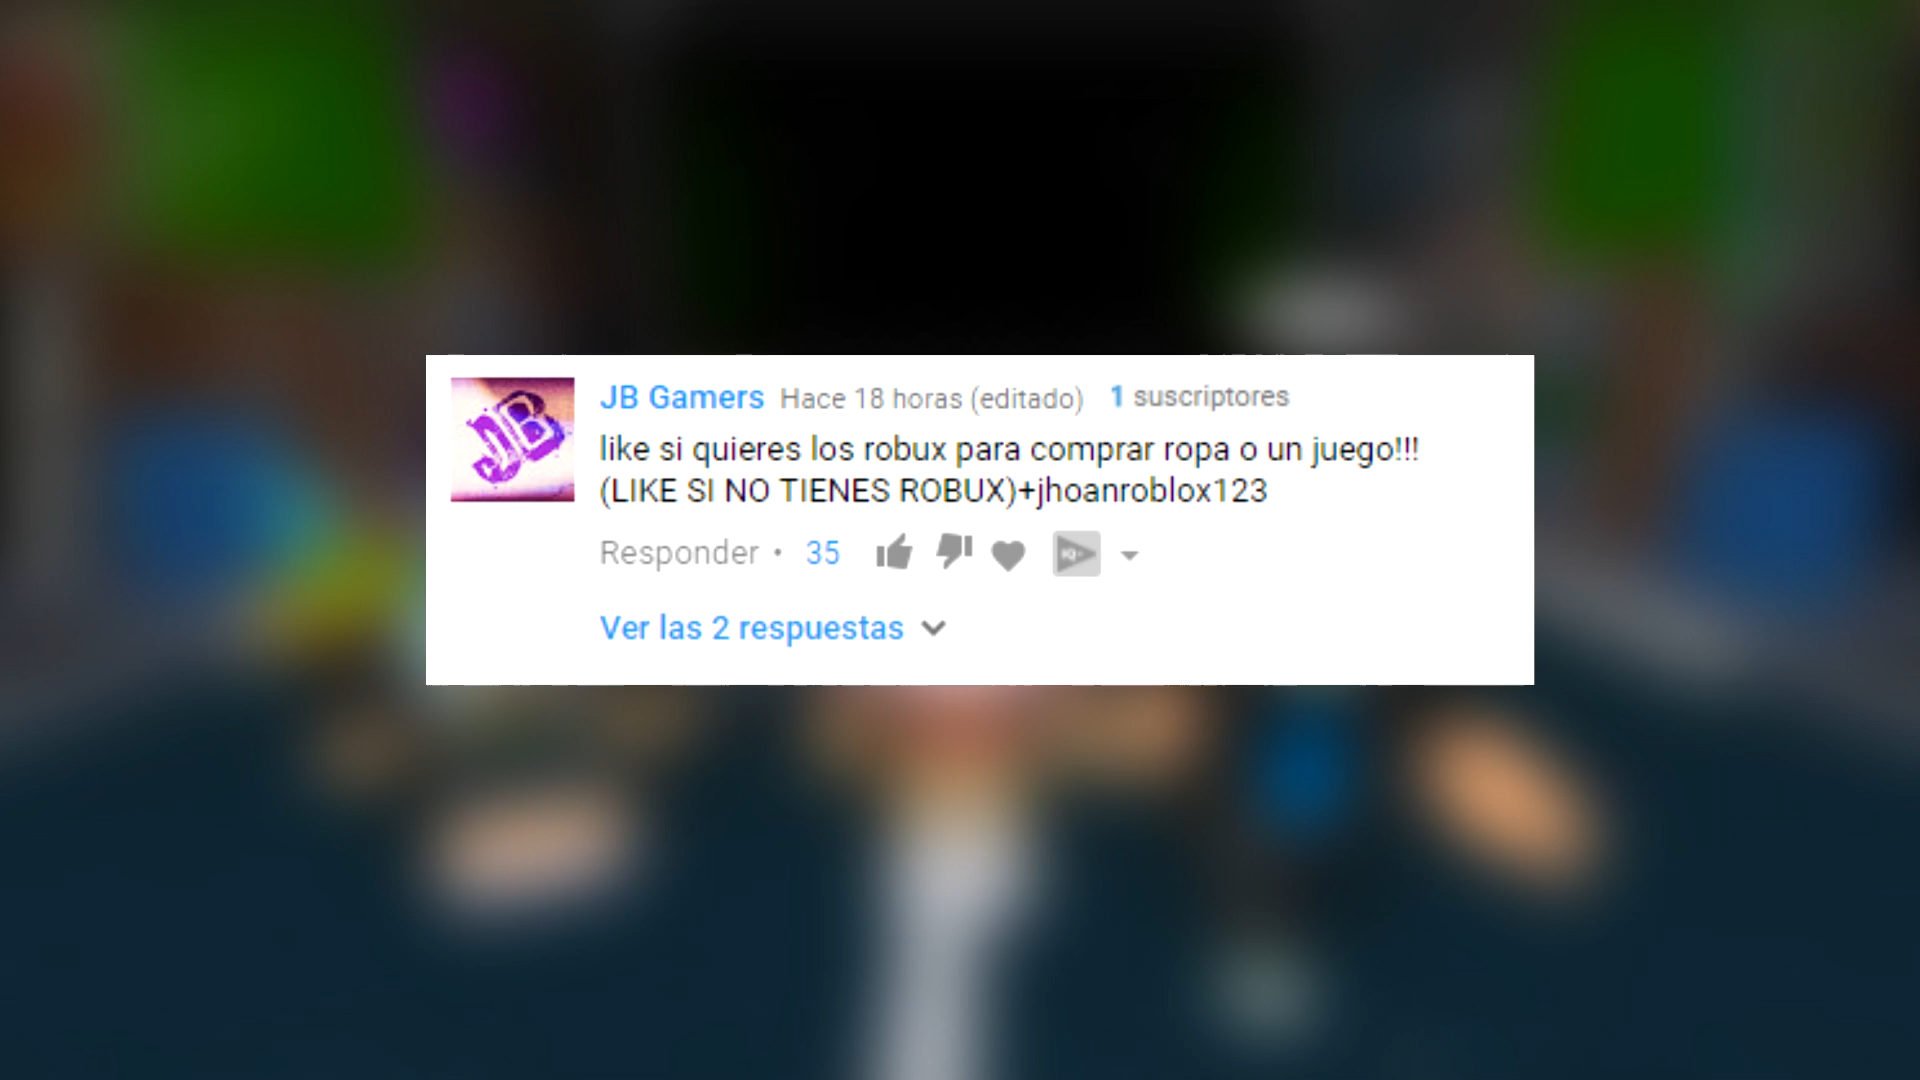 JB
JB Gamers Hace 18 horas (editado) 1 suscriptores
like si quieres los robux para comprar ropa o un juego!!!
(LIKE SI NO TIENES ROBUX)+jhoanroblox123
Responder • 35
Ver las 2 respuestas